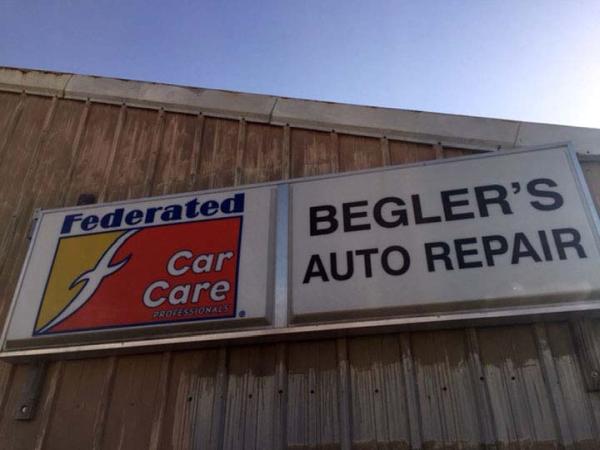 Federated
Car
Care
PROFESSIONALS
BEGLER'S
AUTO REPAIR